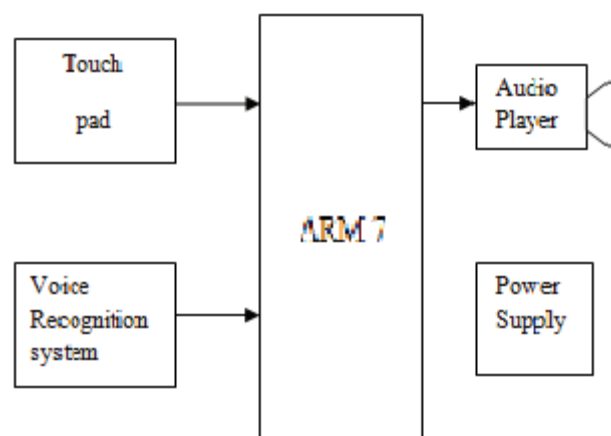 Touch
pad
ARM 7
Audio
Player
Voice
Recognition
system
Power
Supply